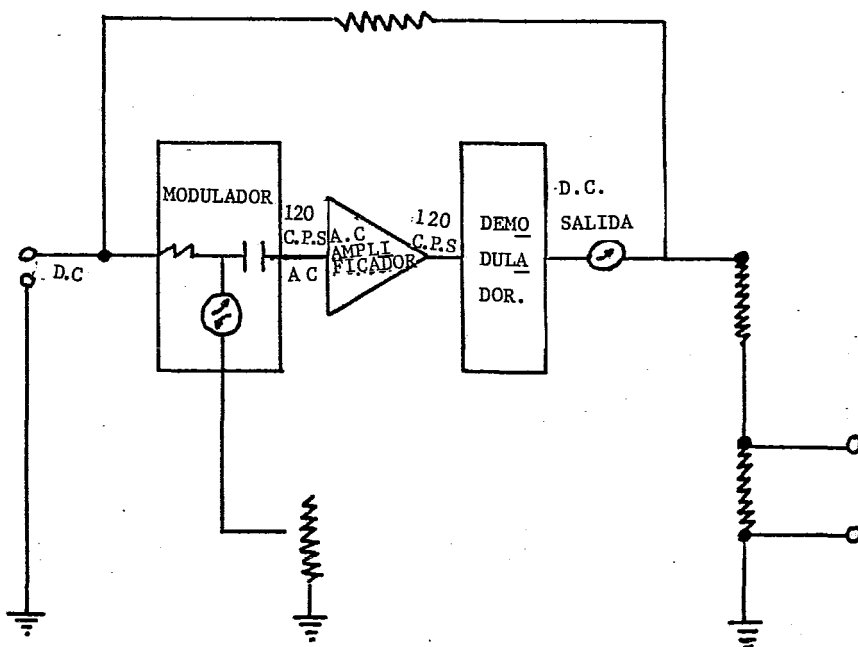 MODULADOR
120
C.P.S
A C
D.C
A.C
AMPLI
FICADOR
120
C.P.S
DEMO
DULA
DOR.
D.C.
SALIDA